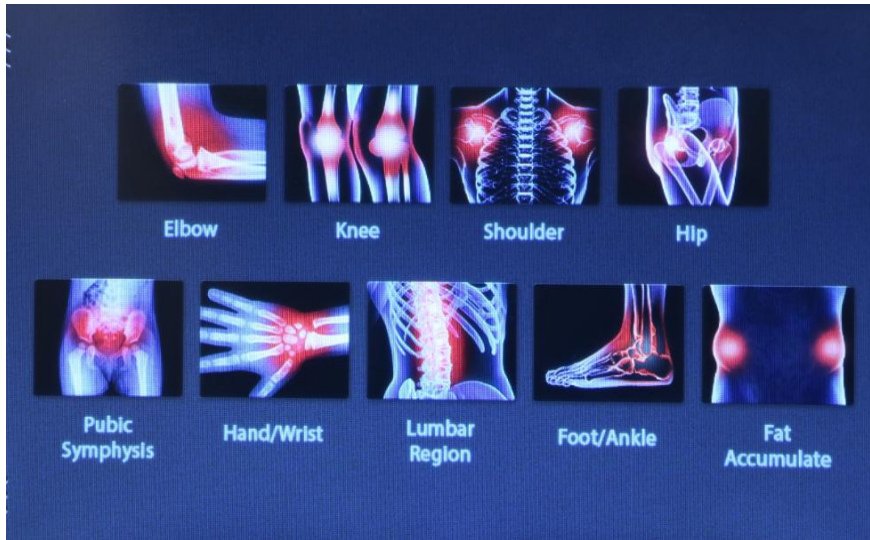 Elbow
Knee
Shoulder
Hip
Pubic
Symphysis
Hand/Wrist
Lumbar
Region
Foot/Ankle
Fat
Accumulate